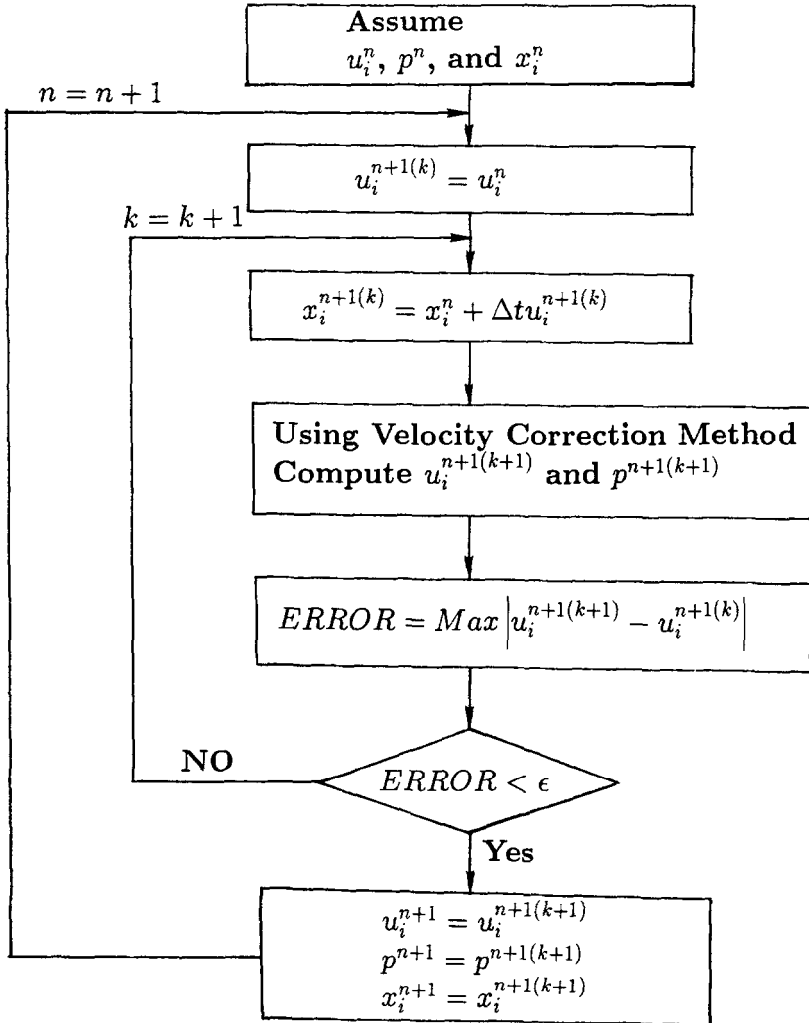 Assume
u_i^n, p^n, and x_i^n
n = n + 1
u_i^{n+1(k)} = u_i^n
k = k + 1
x_i^{n+1(k)} = x_i^n + Δtu_i^{n+1(k)}
Using Velocity Correction Method
Compute u_i^{n+1(k+1)} and p^{n+1(k+1)}
ERROR = Max |u_i^{n+1(k+1)} − u_i^{n+1(k)}|
ERROR < ϵ
NO
Yes
u_i^{n+1} = u_i^{n+1(k+1)}
p^{n+1} = p^{n+1(k+1)}
x_i^{n+1} = x_i^{n+1(k+1)}